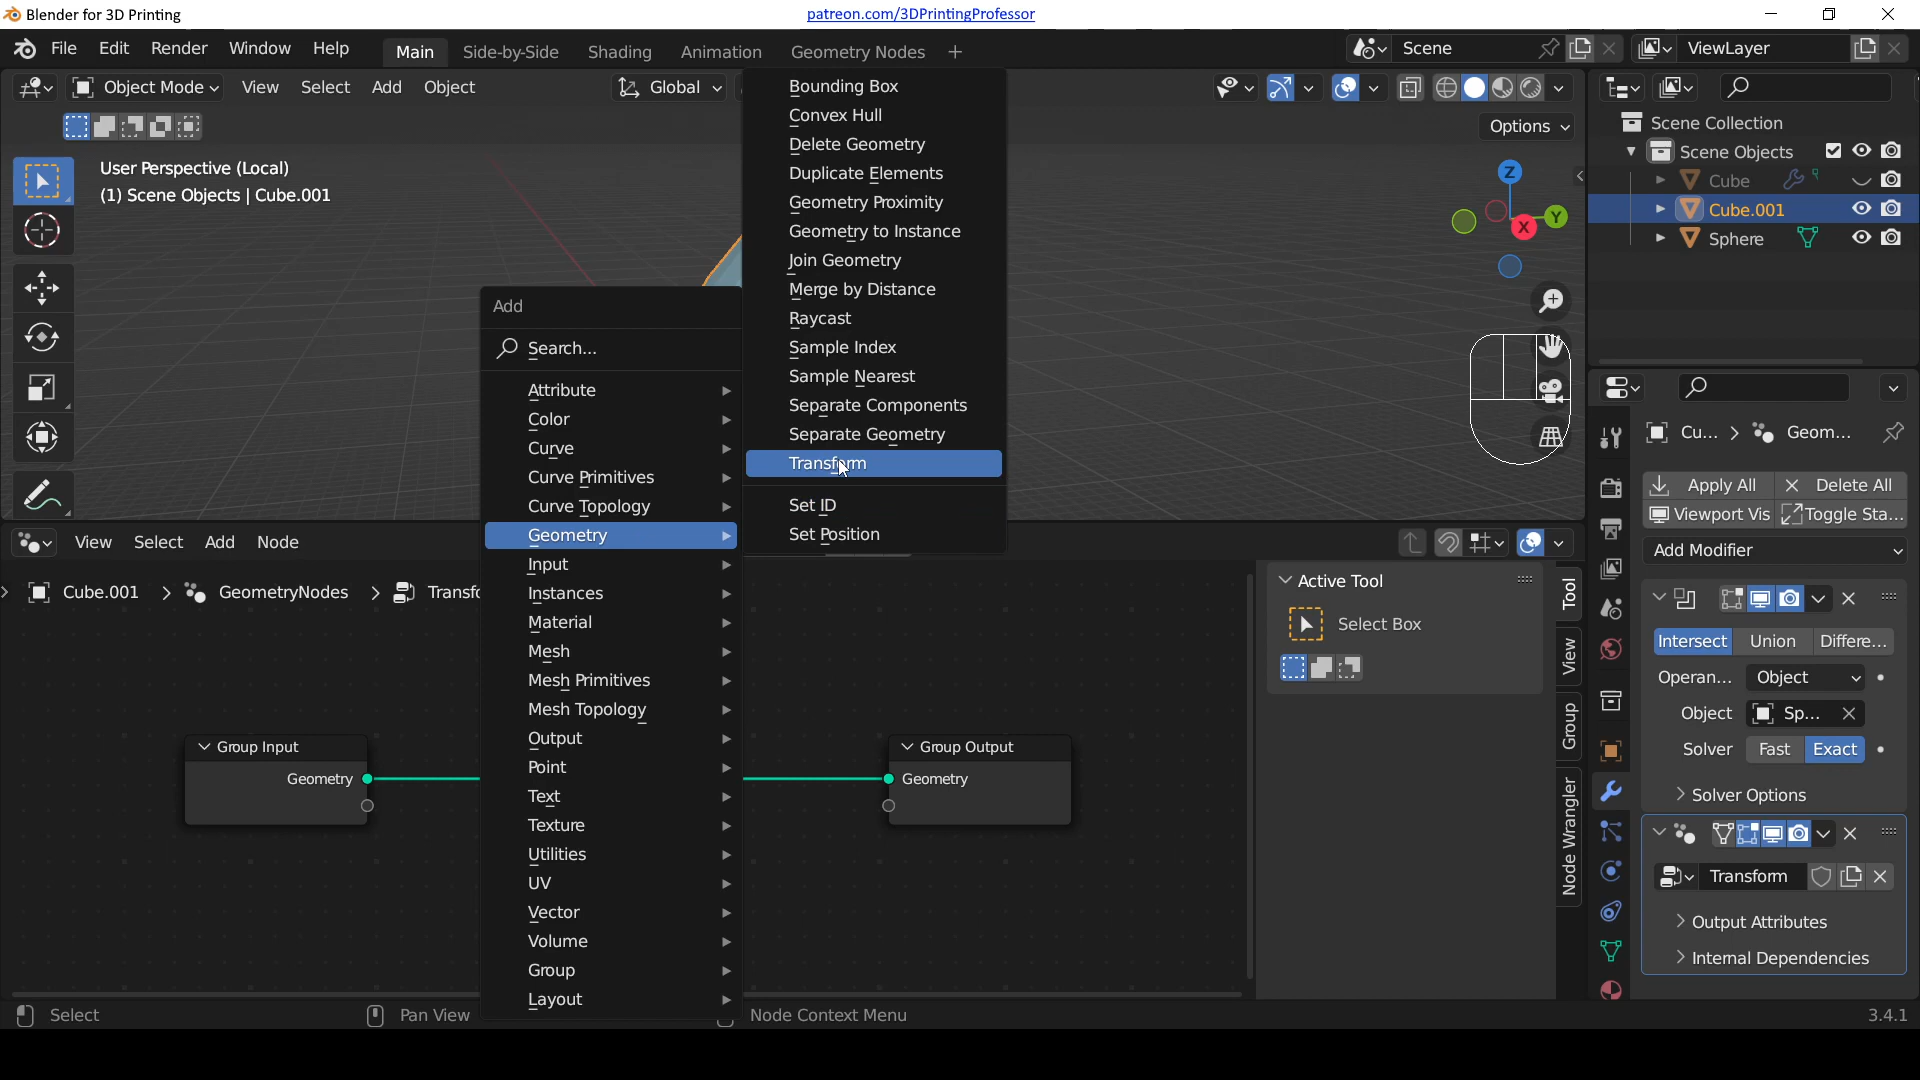 Blender for 3D Printing
patreon.com/3DPrintingProfessor
File Edit Render Window Help
Main Side-by-Side Shading Animation Geometry Nodes
Scene
ViewLayer
Object Mode View Select Add Object
Global
Options
User Perspective (Local)
(1) Scene Objects | Cube.001
Z
Y
X
Bounding Box
Convex Hull
Delete Geometry
Duplicate Elements
Geometry Proximity
Geometry to Instance
Join Geometry
Merge by Distance
Raycast
Sample Index
Sample Nearest
Separate Components
Separate Geometry
Transform
Set ID
Set Position
Add
Search...
Attribute
Color
Curve
Curve Primitives
Curve Topology
Geometry
Input
Instances
Material
Mesh
Mesh Primitives
Mesh Topology
Output
Point
Text
Texture
Utilities
UV
Vector
Volume
Group
Layout
Scene Collection
Scene Objects
Cube
Cube.001
Sphere
Cu... Geom...
Apply All Delete All
Viewport Vis Toggle Sta...
Add Modifier
Intersect Union Differe...
Operan... Object
Object Sp...
Solver Fast Exact
Solver Options
Transform
Output Attributes
Internal Dependencies
View Select Add Node
Cube.001 GeometryNodes
Group Input
Geometry
Group Output
Geometry
Active Tool
Select Box
Tool
View
Group
Node Wrangler
Select
Pan View
Node Context Menu
3.4.1